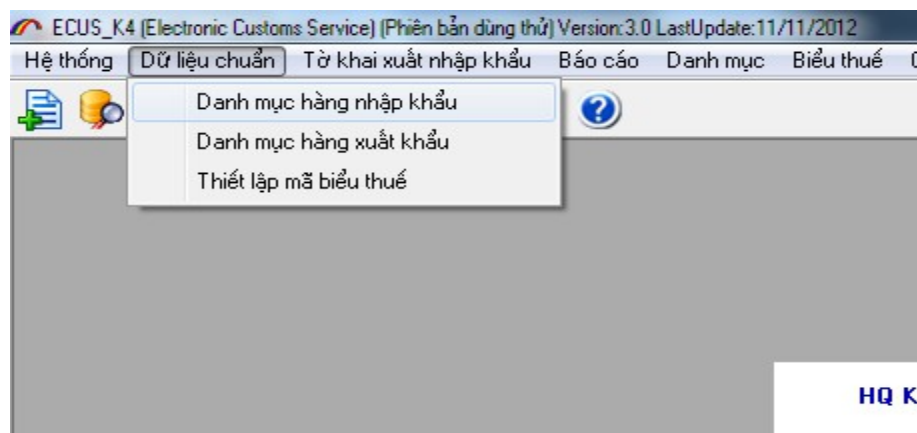 ECUS_K4 (Electronic Customs Service) (Phiên bản dùng thử) Version:3.0 LastUpdate:11/11/2012
Hệ thống Dữ liệu chuẩn Tờ khai xuất nhập khẩu Báo cáo Danh mục Biểu thuế
Danh mục hàng nhập khẩu
Danh mục hàng xuất khẩu
Thiết lập mã biểu thuế
HQ K